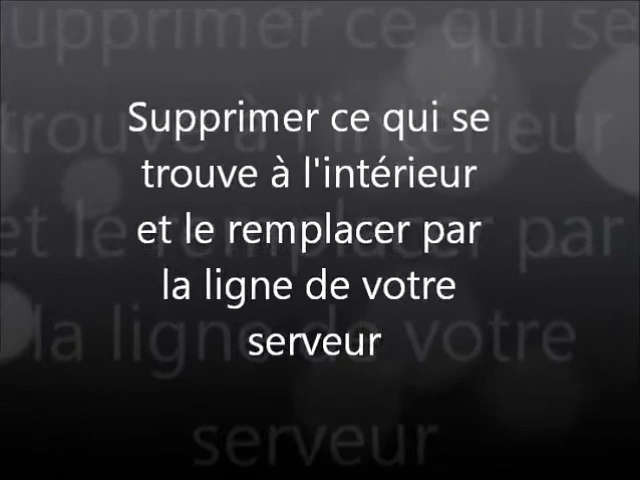 Supprimer ce qui se
trouve à l'intérieur
et le remplacer par
la ligne de votre
serveur